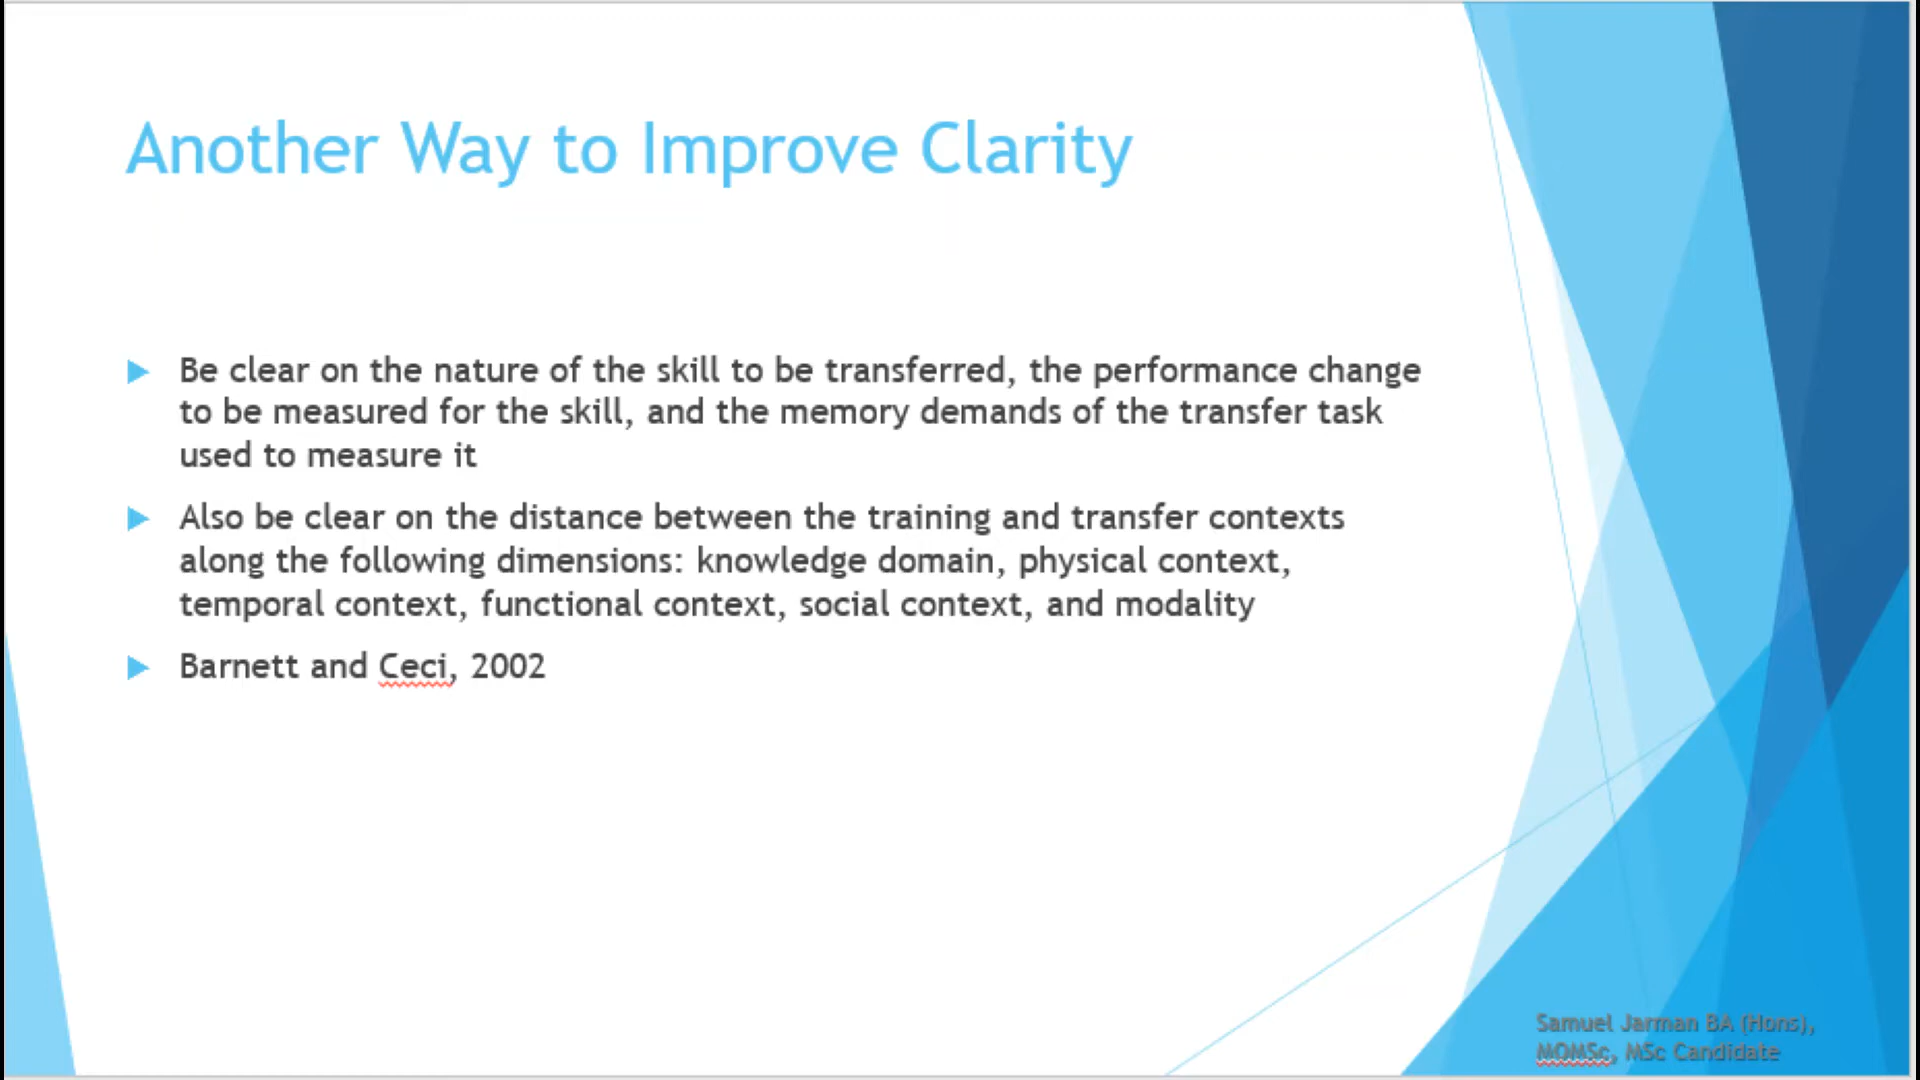 Another Way to Improve Clarity
Be clear on the nature of the skill to be transferred, the performance change
to be measured for the skill, and the memory demands of the transfer task
used to measure it
Also be clear on the distance between the training and transfer contexts
along the following dimensions: knowledge domain, physical context,
temporal context, functional context, social context, and modality
Barnett and Ceci, 2002
Samuel Jarman BA (Hons),
MOMSc, MSc Candidate